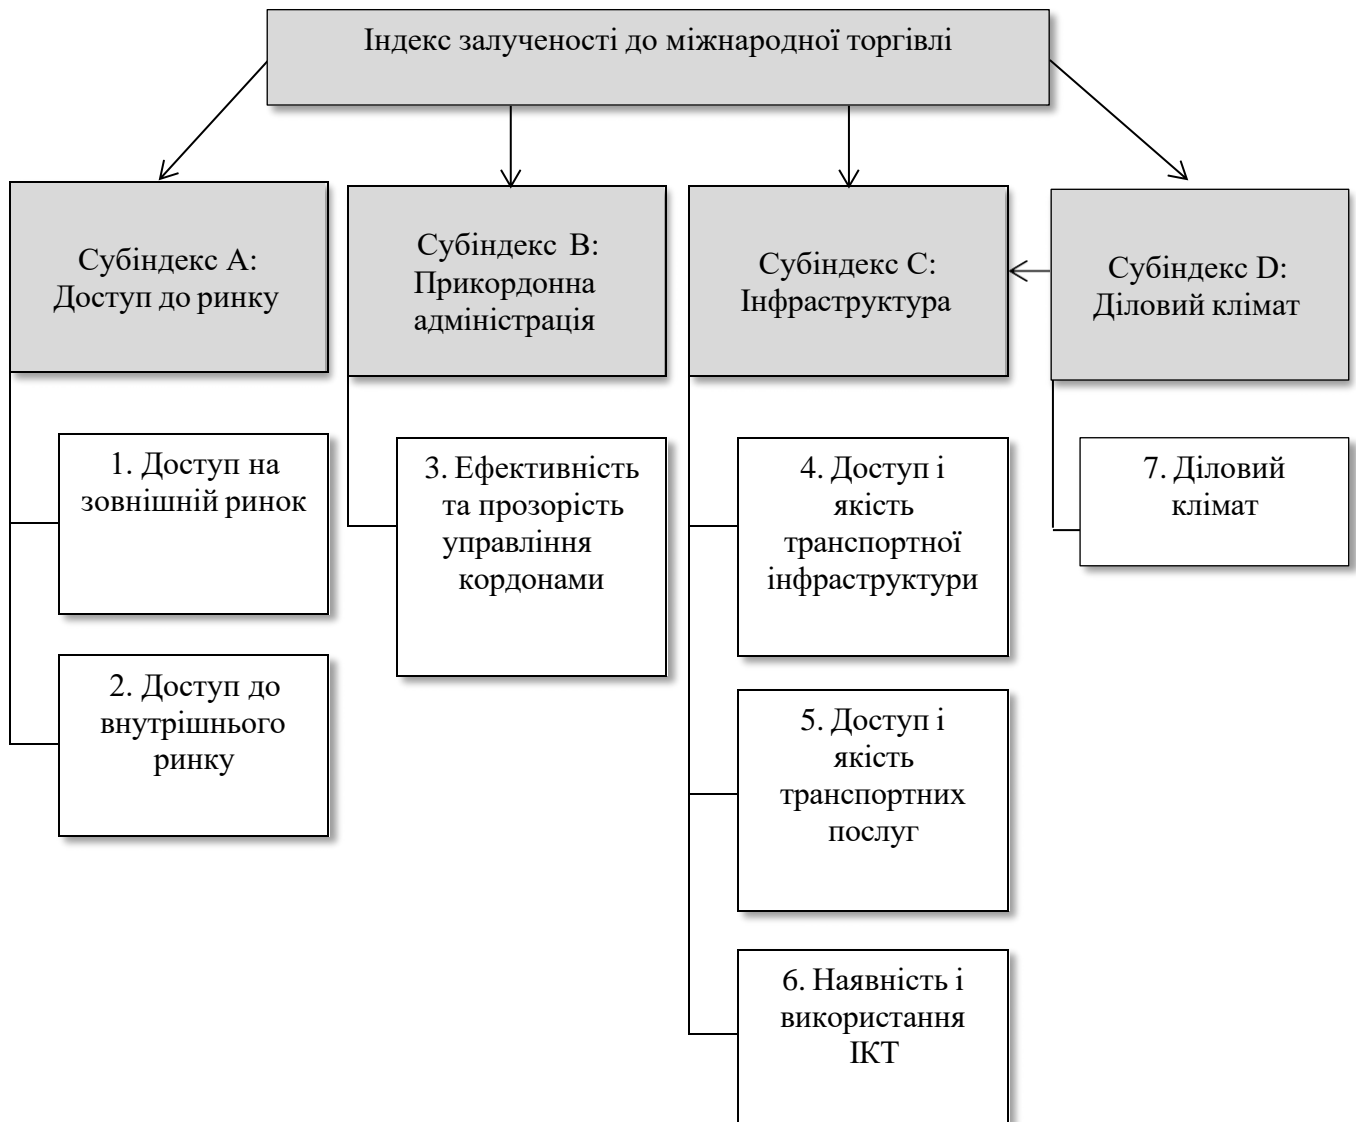 Індекс залученості до міжнародної торгівлі
Субіндекс А:
Доступ до ринку
Субіндекс В:
Прикордонна
адміністрація
Субіндекс С:
Інфраструктура
Субіндекс D:
Діловий клімат
1. Доступ на
зовнішній ринок
2. Доступ до
внутрішнього
ринку
3. Ефективність
та прозорість
управління
кордонами
4. Доступ і
якість
транспортної
інфраструктури
5. Доступ і
якість
транспортних
послуг
6. Наявність і
використання
ІКТ
7. Діловий
клімат